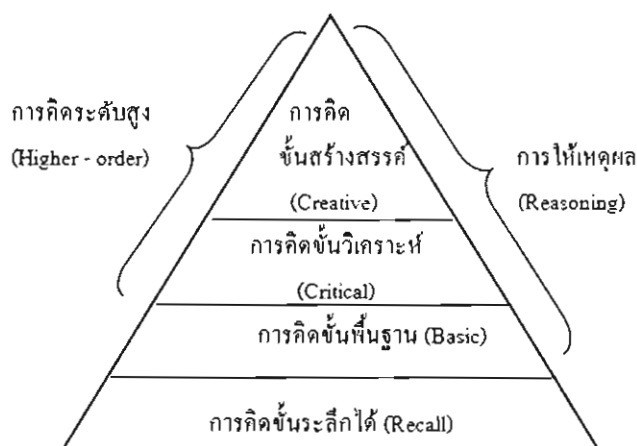 การคิดระดับสูง
(Higher - order)
การคิด
ขั้นสร้างสรรค์
(Creative)
การให้เหตุผล
(Reasoning)
การคิดขั้นวิเคราะห์
(Critical)
การคิดขั้นพื้นฐาน (Basic)
การคิดขั้นระลึกได้ (Recall)